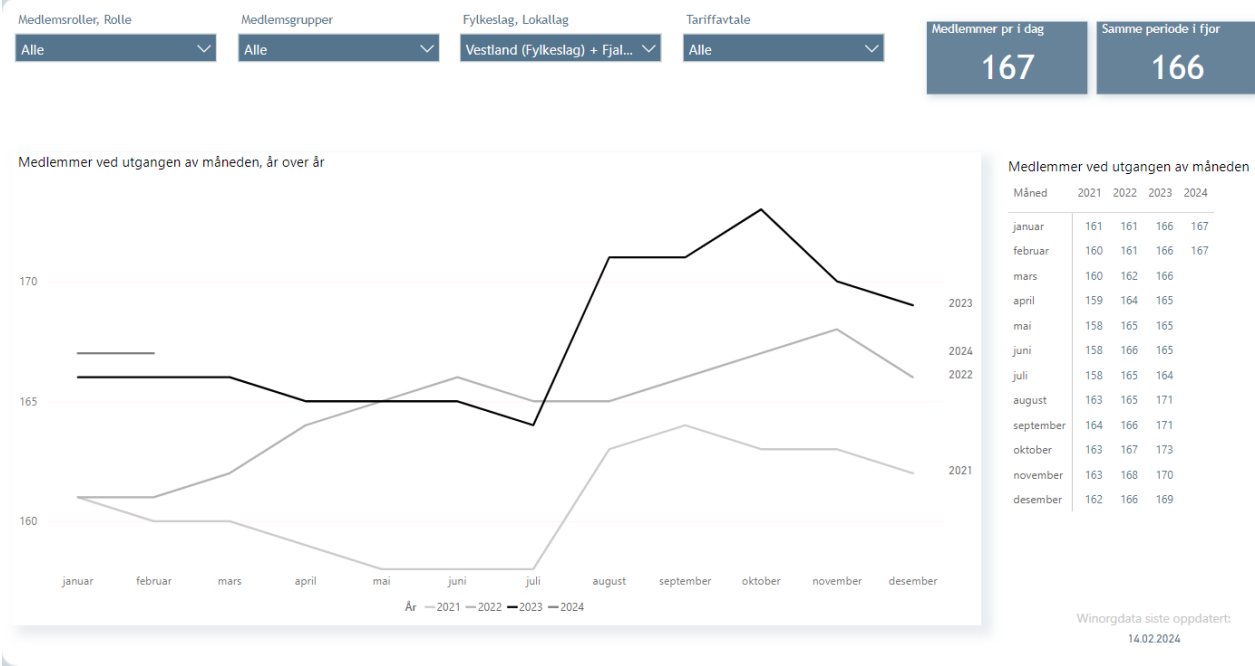 Medlemsroller, Rolle
Alle
Medlemsgrupper
Alle
Fylkeslag, Lokallag
Vestland (Fylkeslag) + Fjal...
Tariffavtale
Alle
Medlemmer pr i dag
167
Samme periode i fjor
166
Medlemmer ved utgangen av måneden, år over år
170
165
160
2023
2024
2022
2021
januar februar mars april mai juni juli august september oktober november desember
År 2021 2022 2023 2024
Medlemmer ved utgangen av måneden
Måned 2021 2022 2023 2024
januar 161 161 166 167
februar 160 161 166 167
mars 160 162 166
april 159 164 165
mai 158 165 165
juni 158 166 165
juli 158 165 164
august 163 165 171
september 164 166 171
oktober 163 167 173
november 163 168 170
desember 162 166 169
Winorgdata siste oppdatert:
14.02.2024